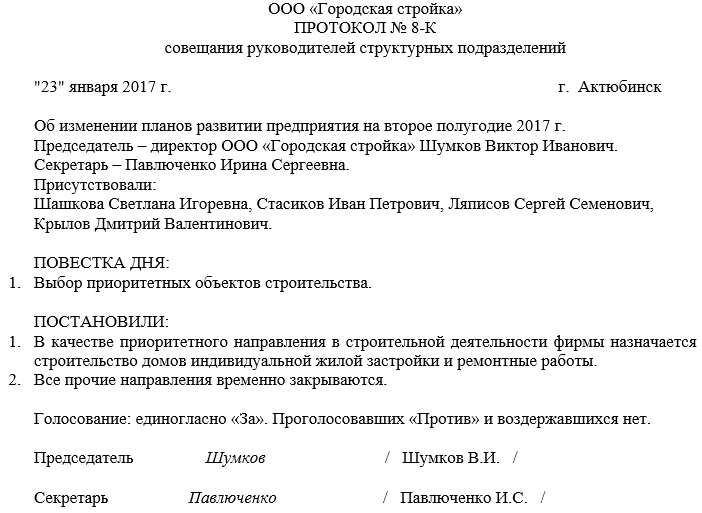 ООО «Городская стройка»
ПРОТОКОЛ № 8-К
совещания руководителей структурных подразделений
"23" января 2017 г. г. Актюбинск
Об изменении планов развитии предприятия на второе полугодие 2017 г.
Председатель – директор ООО «Городская стройка» Шумков Виктор Иванович.
Секретарь – Павлюченко Ирина Сергеевна.
Присутствовали:
Шашкова Светлана Игоревна, Стасиков Иван Петрович, Ляписов Сергей Семенович,
Крылов Дмитрий Валентинович.
ПОВЕСТКА ДНЯ:
1. Выбор приоритетных объектов строительства.
ПОСТАНОВИЛИ:
1. В качестве приоритетного направления в строительной деятельности фирмы назначается
строительство домов индивидуальной жилой застройки и ремонтные работы.
2. Все прочие направления временно закрываются.
Голосование: единогласно «За». Проголосовавших «Против» и воздержавшихся нет.
Председатель Шумков / Шумков В.И. /
Секретарь Павлюченко / Павлюченко И.С. /